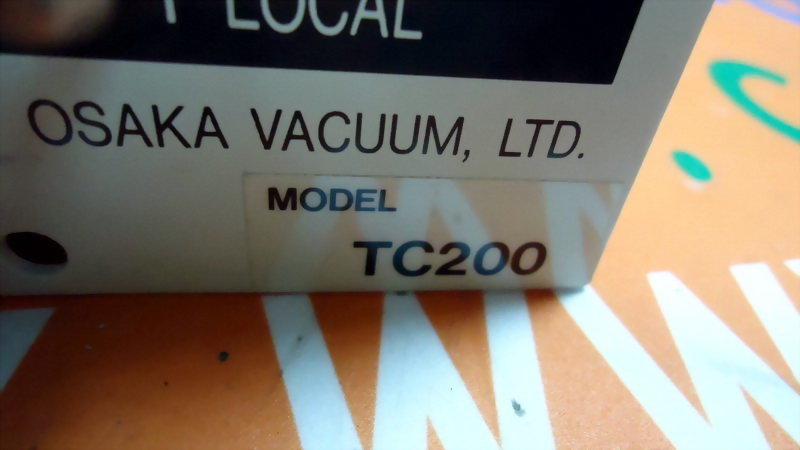 LOCAL
OSAKA VACUUM, LTD.
MODEL
TC200